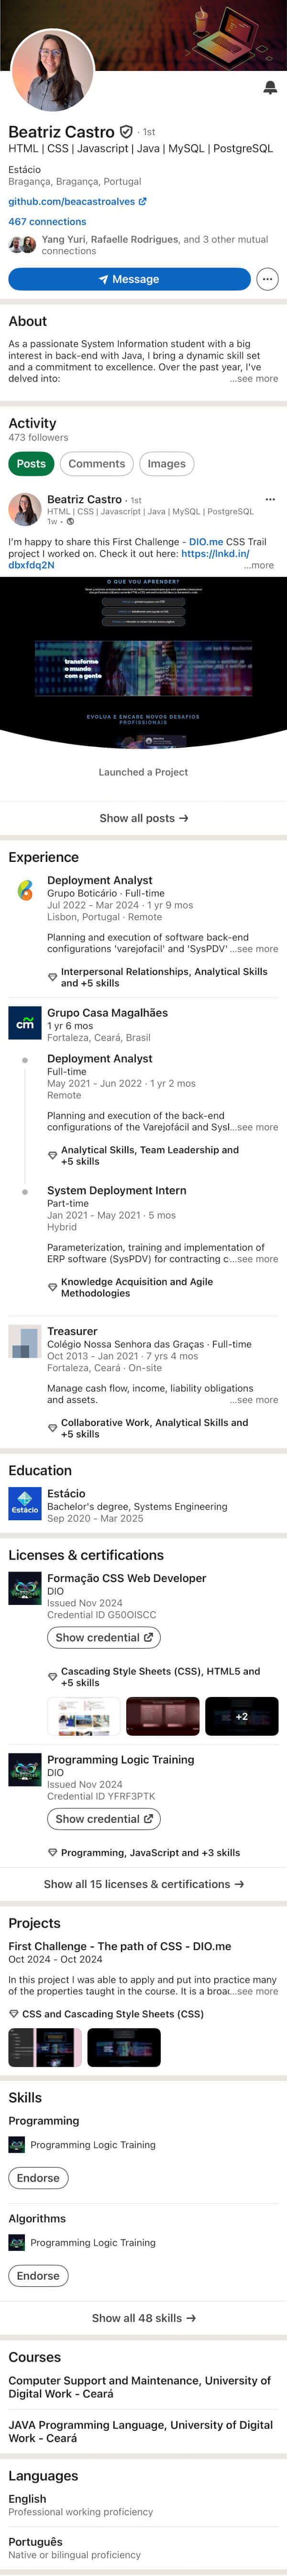 Beatriz Castro · 1st
HTML | CSS | Javascript | Java | MySQL | PostgreSQL
Estácio
Bragança, Bragança, Portugal
github.com/beacastroalves
467 connections
Yang Yuri, Rafaelle Rodrigues, and 3 other mutual
connections
Message
About
As a passionate System Information student with a big
interest in back-end with Java, I bring a dynamic skill set
and a commitment to excellence. Over the past year, I've
delved into: ...see more
Activity
473 followers
Posts Comments Images
Beatriz Castro · 1st
HTML | CSS | Javascript | Java | MySQL | PostgreSQL
1w ·
I'm happy to share this First Challenge - DIO.me CSS Trail
project I worked on. Check it out here: https://lnkd.in/
dbxfdq2N ...more
O QUE VOU APRENDER?
transforme
o mundo
com a gente
EVOLUA E ENCARE NOVOS DESAFIOS
PROFISSIONAIS
Launched a Project
Show all posts →
Experience
Deployment Analyst
Grupo Boticário · Full-time
Jul 2022 - Mar 2024 · 1 yr 9 mos
Lisbon, Portugal · Remote
Planning and execution of software back-end
configurations 'varejofacil' and 'SysPDV' ...see more
Interpersonal Relationships, Analytical Skills
and +5 skills
cm
Grupo Casa Magalhães
1 yr 6 mos
Fortaleza, Ceará, Brasil
Deployment Analyst
Full-time
May 2021 - Jun 2022 · 1 yr 2 mos
Remote
Planning and execution of the back-end
configurations of the Varejofácil and Sysl...see more
Analytical Skills, Team Leadership and
+5 skills
System Deployment Intern
Part-time
Jan 2021 - May 2021 · 5 mos
Hybrid
Parameterization, training and implementation of
ERP software (SysPDV) for contracting c...see more
Knowledge Acquisition and Agile
Methodologies
Treasurer
Colégio Nossa Senhora das Graças · Full-time
Oct 2013 - Jan 2021 · 7 yrs 4 mos
Fortaleza, Ceará · On-site
Manage cash flow, income, liability obligations
and assets. ...see more
Collaborative Work, Analytical Skills and
+5 skills
Education
Estácio
Estácio
Bachelor's degree, Systems Engineering
Sep 2020 - Mar 2025
Licenses & certifications
Formação CSS Web Developer
DIO
Issued Nov 2024
Credential ID G50OISCC
Show credential
Cascading Style Sheets (CSS), HTML5 and
+5 skills
+2
Programming Logic Training
DIO
Issued Nov 2024
Credential ID YFRF3PTK
Show credential
Programming, JavaScript and +3 skills
Show all 15 licenses & certifications →
Projects
First Challenge - The path of CSS - DIO.me
Oct 2024 - Oct 2024
In this project I was able to apply and put into practice many
of the properties taught in the course. It is a broa...see more
CSS and Cascading Style Sheets (CSS)
Skills
Programming
Programming Logic Training
Endorse
Algorithms
Programming Logic Training
Endorse
Show all 48 skills →
Courses
Computer Support and Maintenance, University of
Digital Work - Ceará
JAVA Programming Language, University of Digital
Work - Ceará
Languages
English
Professional working proficiency
Português
Native or bilingual proficiency